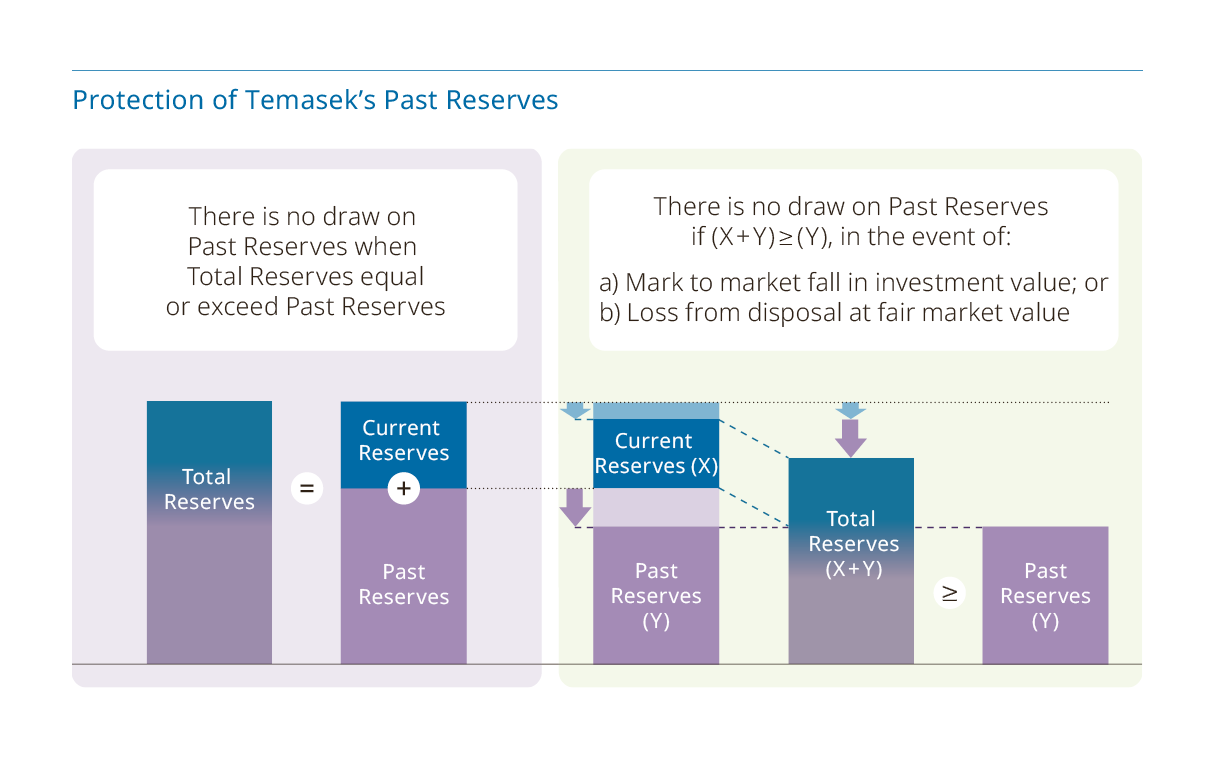 Protection of Temasek’s Past Reserves
There is no draw on
Past Reserves when
Total Reserves equal
or exceed Past Reserves
There is no draw on Past Reserves
if (X+Y)≥(Y), in the event of:
a) Mark to market fall in investment value; or
b) Loss from disposal at fair market value
Total
Reserves
=
Current
Reserves
+
Past
Reserves
Current
Reserves (X)
Past
Reserves
(Y)
Total
Reserves
(X+Y)
≥
Past
Reserves
(Y)